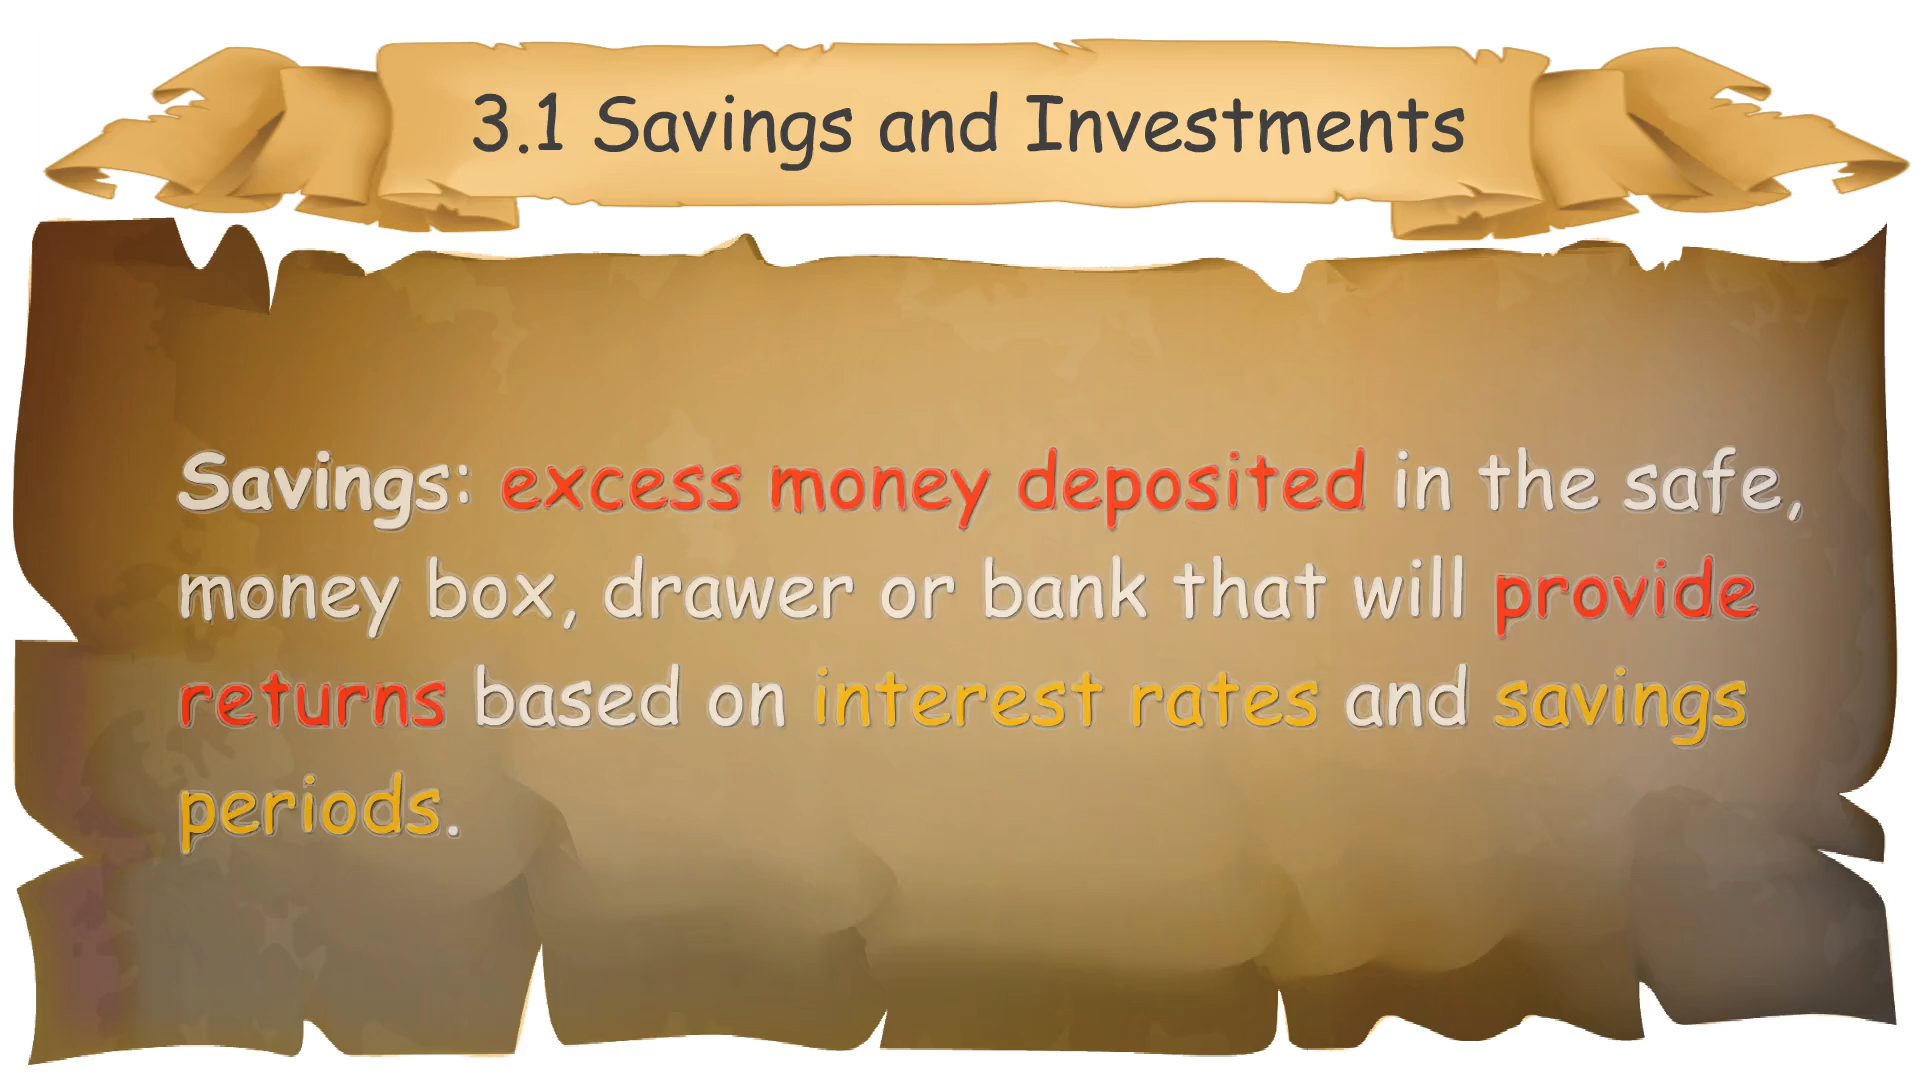 3.1 Savings and Investments
Savings: excess money deposited in the safe,
money box, drawer or bank that will provide
returns based on interest rates and savings
periods.